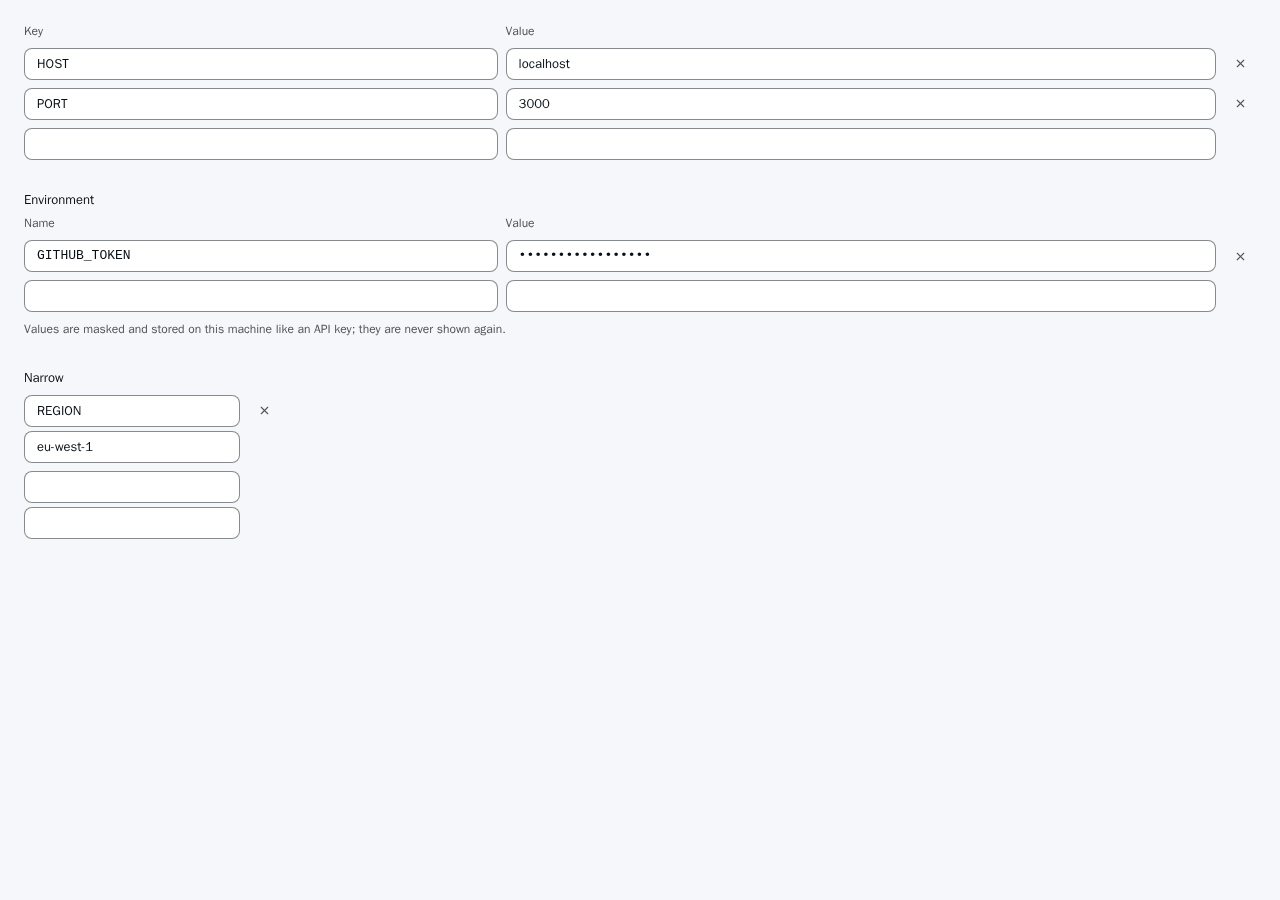 Key Value
HOST localhost ×
PORT 3000 ×
Environment
Name Value
GITHUB_TOKEN •••••••••••••••• ×
Values are masked and stored on this machine like an API key; they are never shown again.
Narrow
REGION ×
eu-west-1